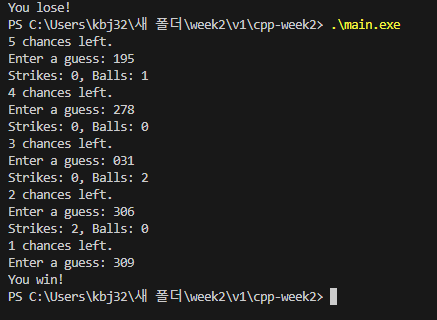 You lose!
PS C:\Users\kbj32\새 폴더\week2\v1\cpp-week2> .\main.exe
5 chances left.
Enter a guess: 195
Strikes: 0, Balls: 1
4 chances left.
Enter a guess: 278
Strikes: 0, Balls: 0
3 chances left.
Enter a guess: 031
Strikes: 0, Balls: 2
2 chances left.
Enter a guess: 306
Strikes: 2, Balls: 0
1 chances left.
Enter a guess: 309
You win!
PS C:\Users\kbj32\새 폴더\week2\v1\cpp-week2>